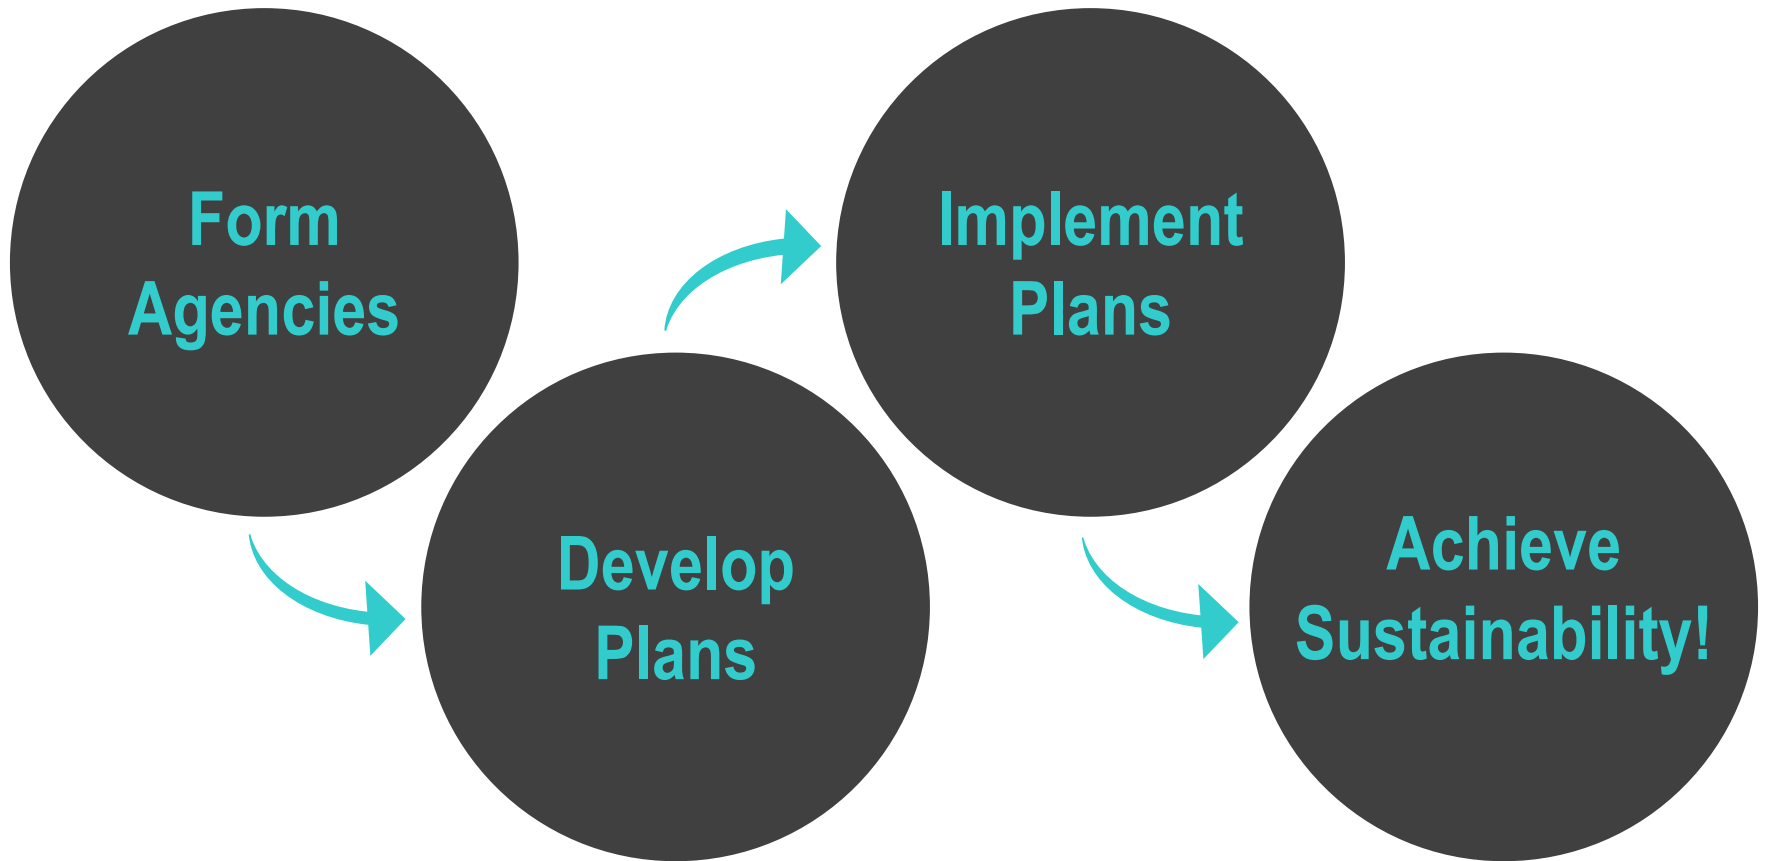 Form
Agencies
Develop
Plans
Implement
Plans
Achieve
Sustainability!